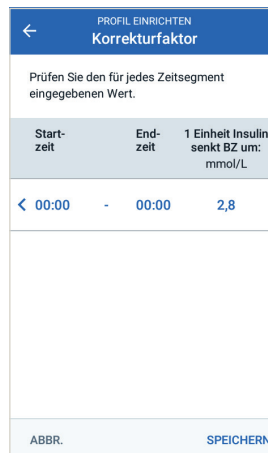 PROFIL EINRICHTEN
Korrekturfaktor
Prüfen Sie den für jedes Zeitsegment
eingegebenen Wert.
Start- End- 1 Einheit Insulin
zeit zeit senkt BZ um:
mmol/L
00:00 - 00:00 2,8
ABBR. SPEICHERN